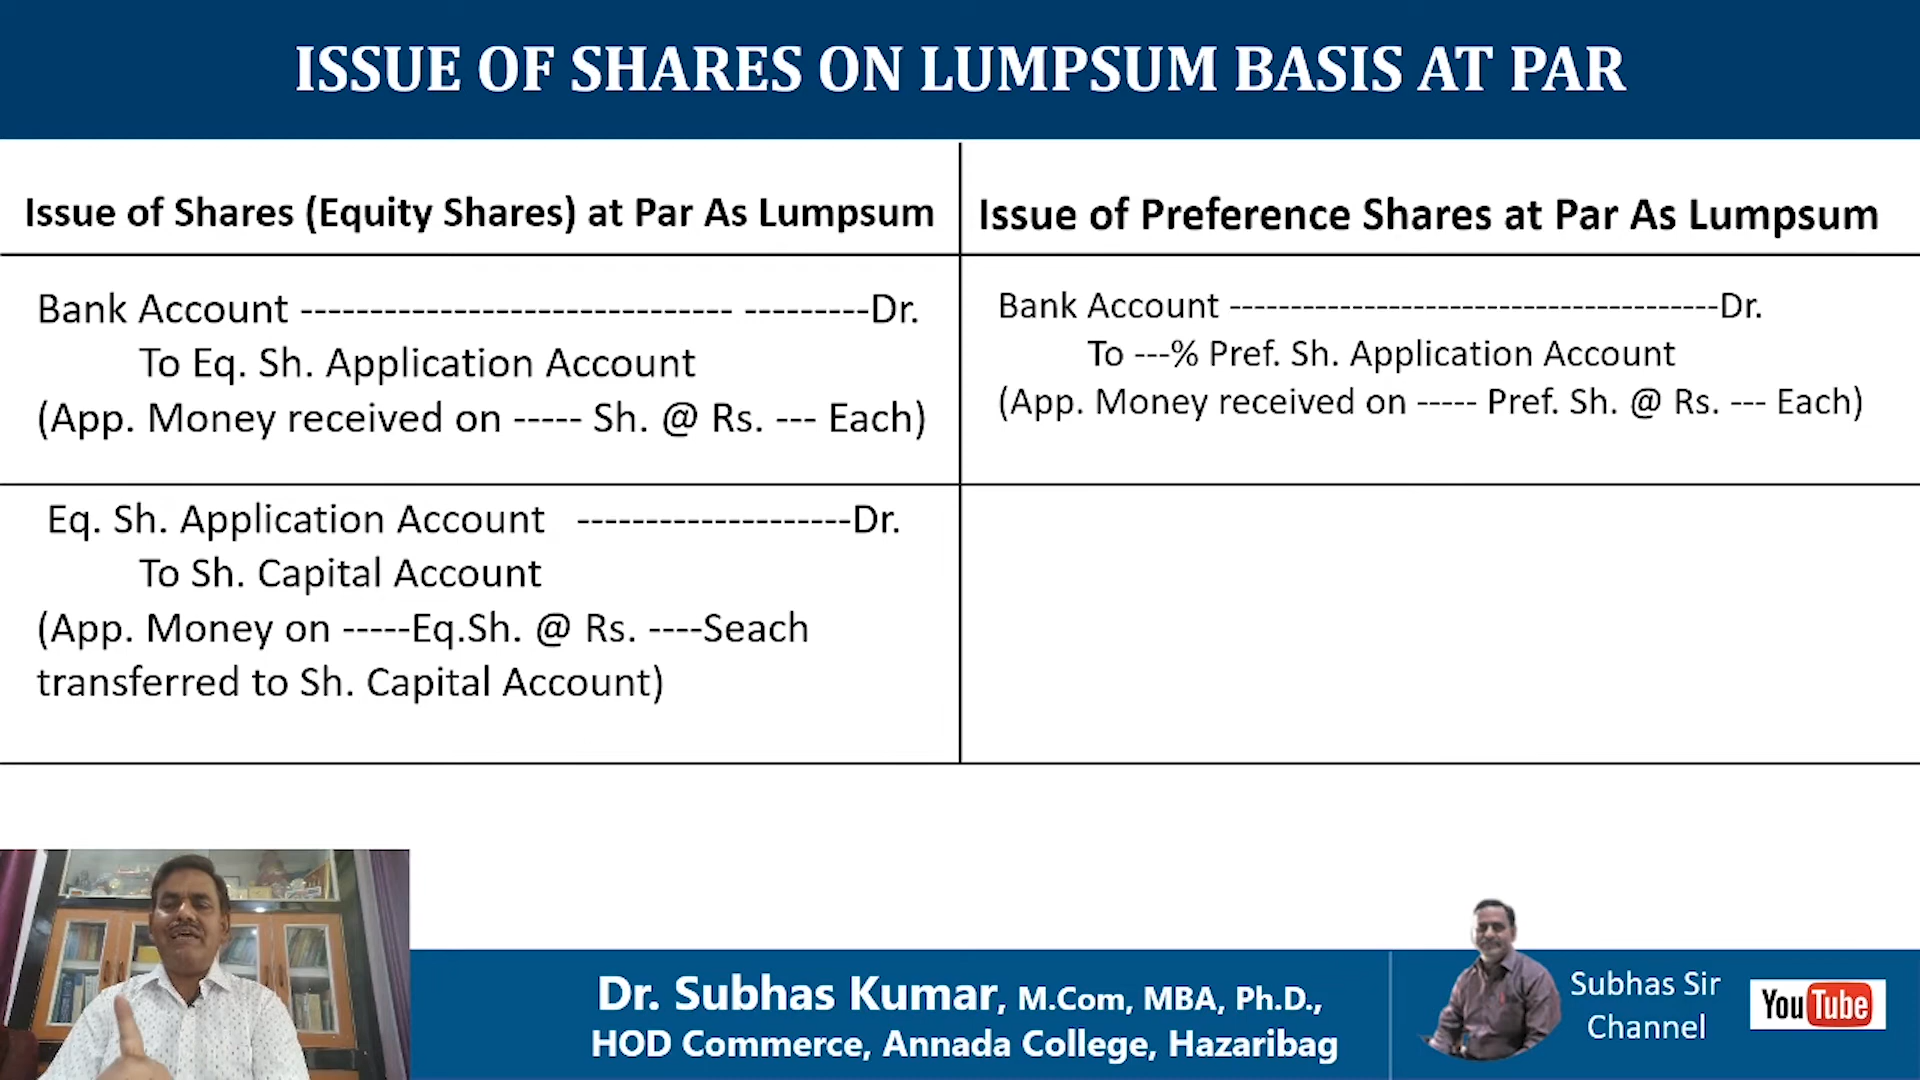 ISSUE OF SHARES ON LUMPSUM BASIS AT PAR
Issue of Shares (Equity Shares) at Par As Lumpsum
Bank Account ------------------------------- ---------Dr.
To Eq. Sh. Application Account
(App. Money received on ----- Sh. @ Rs. --- Each)
Eq. Sh. Application Account --------------------Dr.
To Sh. Capital Account
(App. Money on -----Eq.Sh. @ Rs. ----Seach
transferred to Sh. Capital Account)
Issue of Preference Shares at Par As Lumpsum
Bank Account ----------------------------------------Dr.
To ---% Pref. Sh. Application Account
(App. Money received on ----- Pref. Sh. @ Rs. --- Each)
Dr. Subhas Kumar, M.Com, MBA, Ph.D.,
HOD Commerce, Annada College, Hazaribag
Subhas Sir
Channel
YouTube